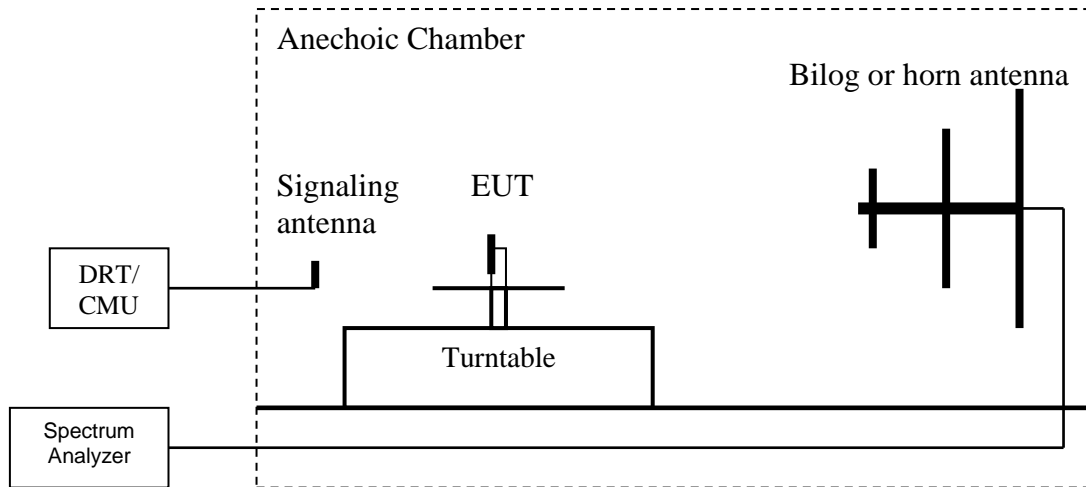 Anechoic Chamber
Bilog or horn antenna
Signaling
antenna
EUT
DRT/
CMU
Turntable
Spectrum
Analyzer